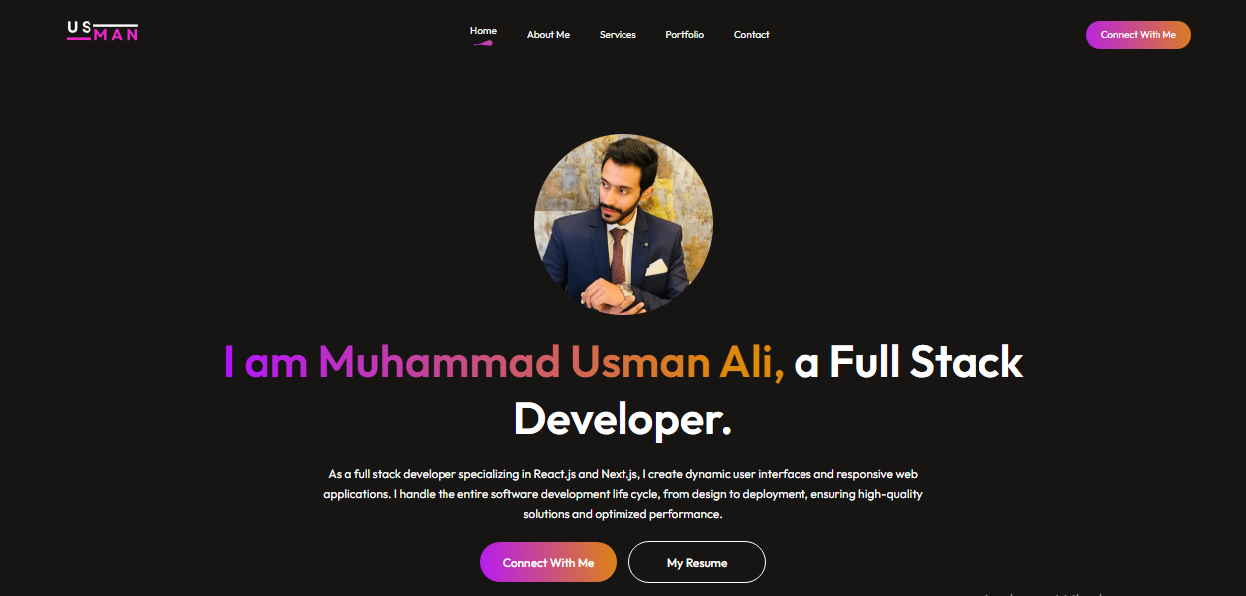 US
MAN
Home
About Me
Services
Portfolio
Contact
Connect With Me
I am Muhammad Usman Ali, a Full Stack
Developer.
As a full stack developer specializing in React.js and Next.js, I create dynamic user interfaces and responsive web
applications. I handle the entire software development life cycle, from design to deployment, ensuring high-quality
solutions and optimized performance.
Connect With Me
My Resume